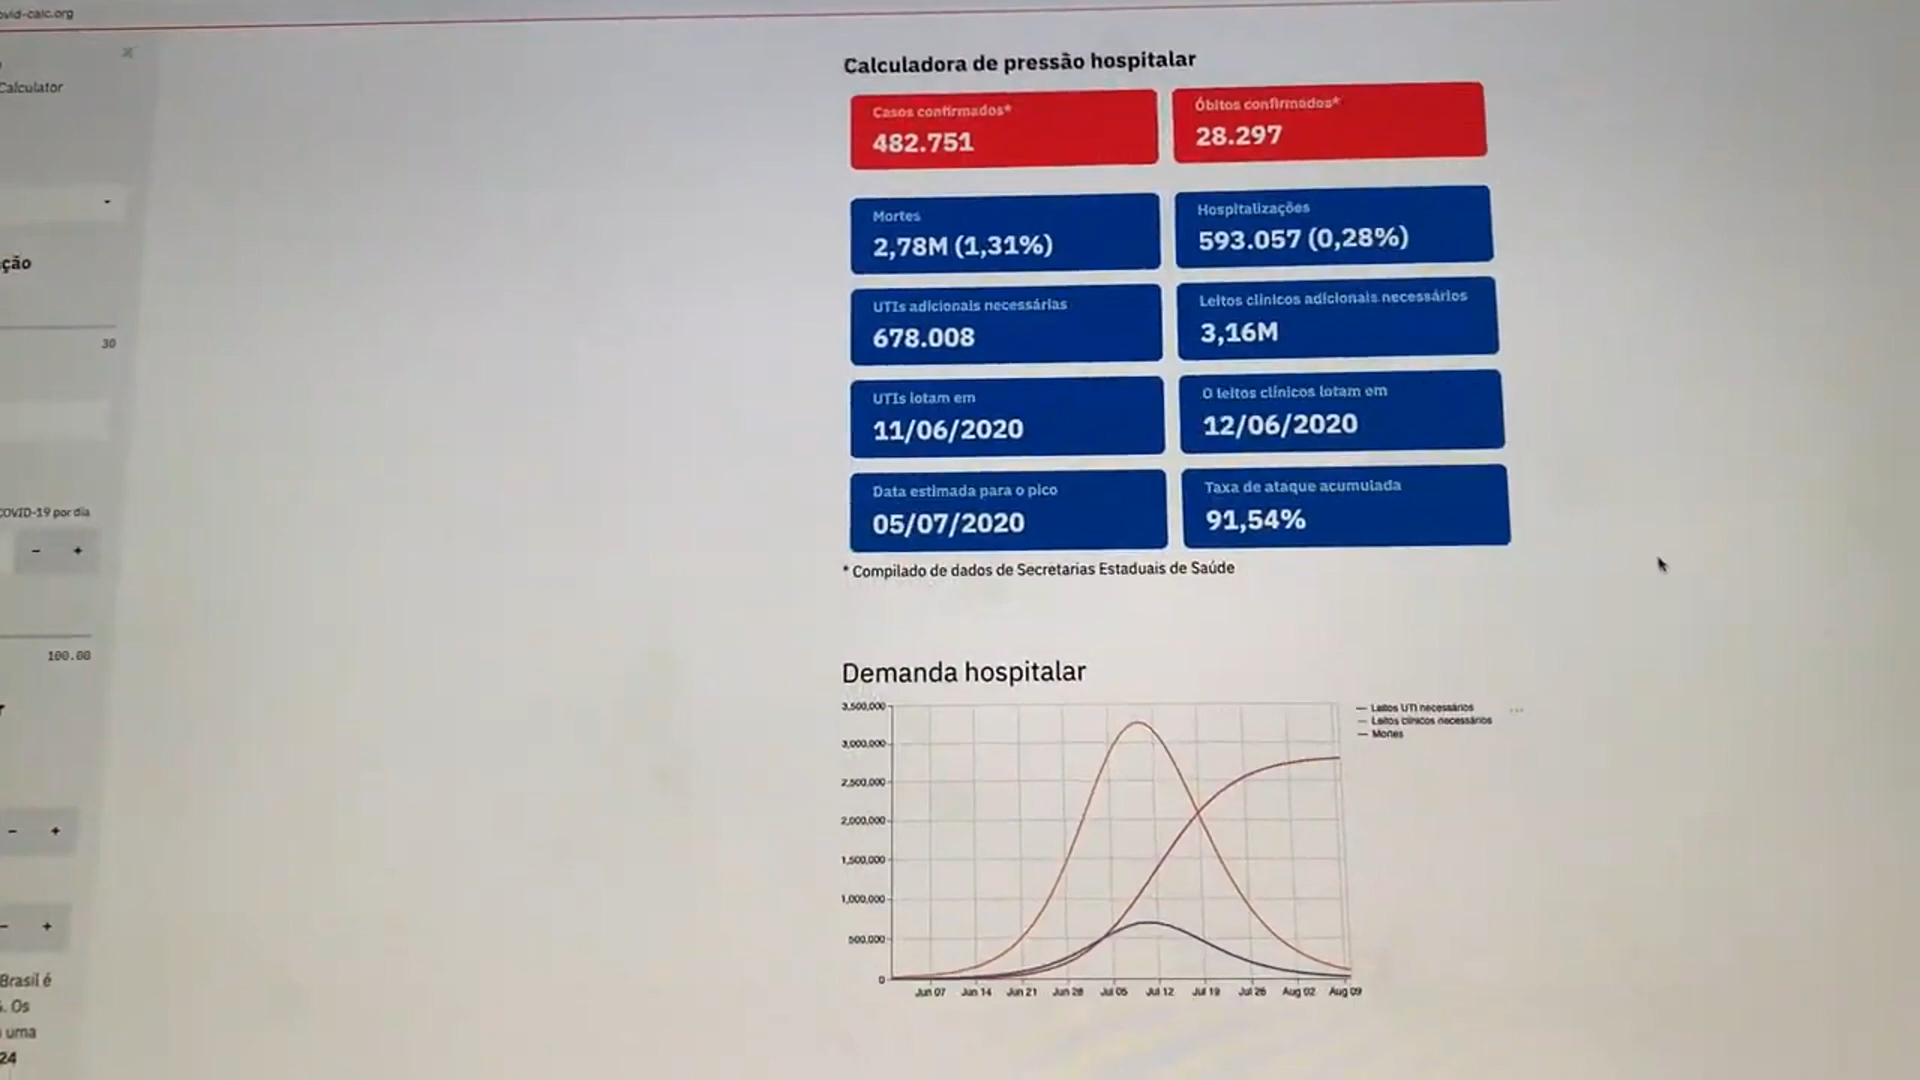 ovid-calc.org
Calculator
ção
30
COVID-19 por dia
- +
100.00
r
- +
- +
Brasil é
. Os
uma
24
Calculadora de pressão hospitalar
Casos confirmados*
482.751
Óbitos confirmados*
28.297
Mortes
2,78M (1,31%)
Hospitalizações
593.057 (0,28%)
UTIs adicionais necessárias
678.008
Leitos clínicos adicionais necessários
3,16M
UTIs lotam em
11/06/2020
O leitos clínicos lotam em
12/06/2020
Data estimada para o pico
05/07/2020
Taxa de ataque acumulada
91,54%
* Compilado de dados de Secretarias Estaduais de Saúde
Demanda hospitalar
3,500,000
3,000,000
2,500,000
2,000,000
1,500,000
1,000,000
500,000
0
Jun 07 Jun 14 Jun 21 Jun 28 Jul 05 Jul 12 Jul 19 Jul 26 Aug 02 Aug 09
Leitos UTI necessários
Leitos clínicos necessários
Mortes